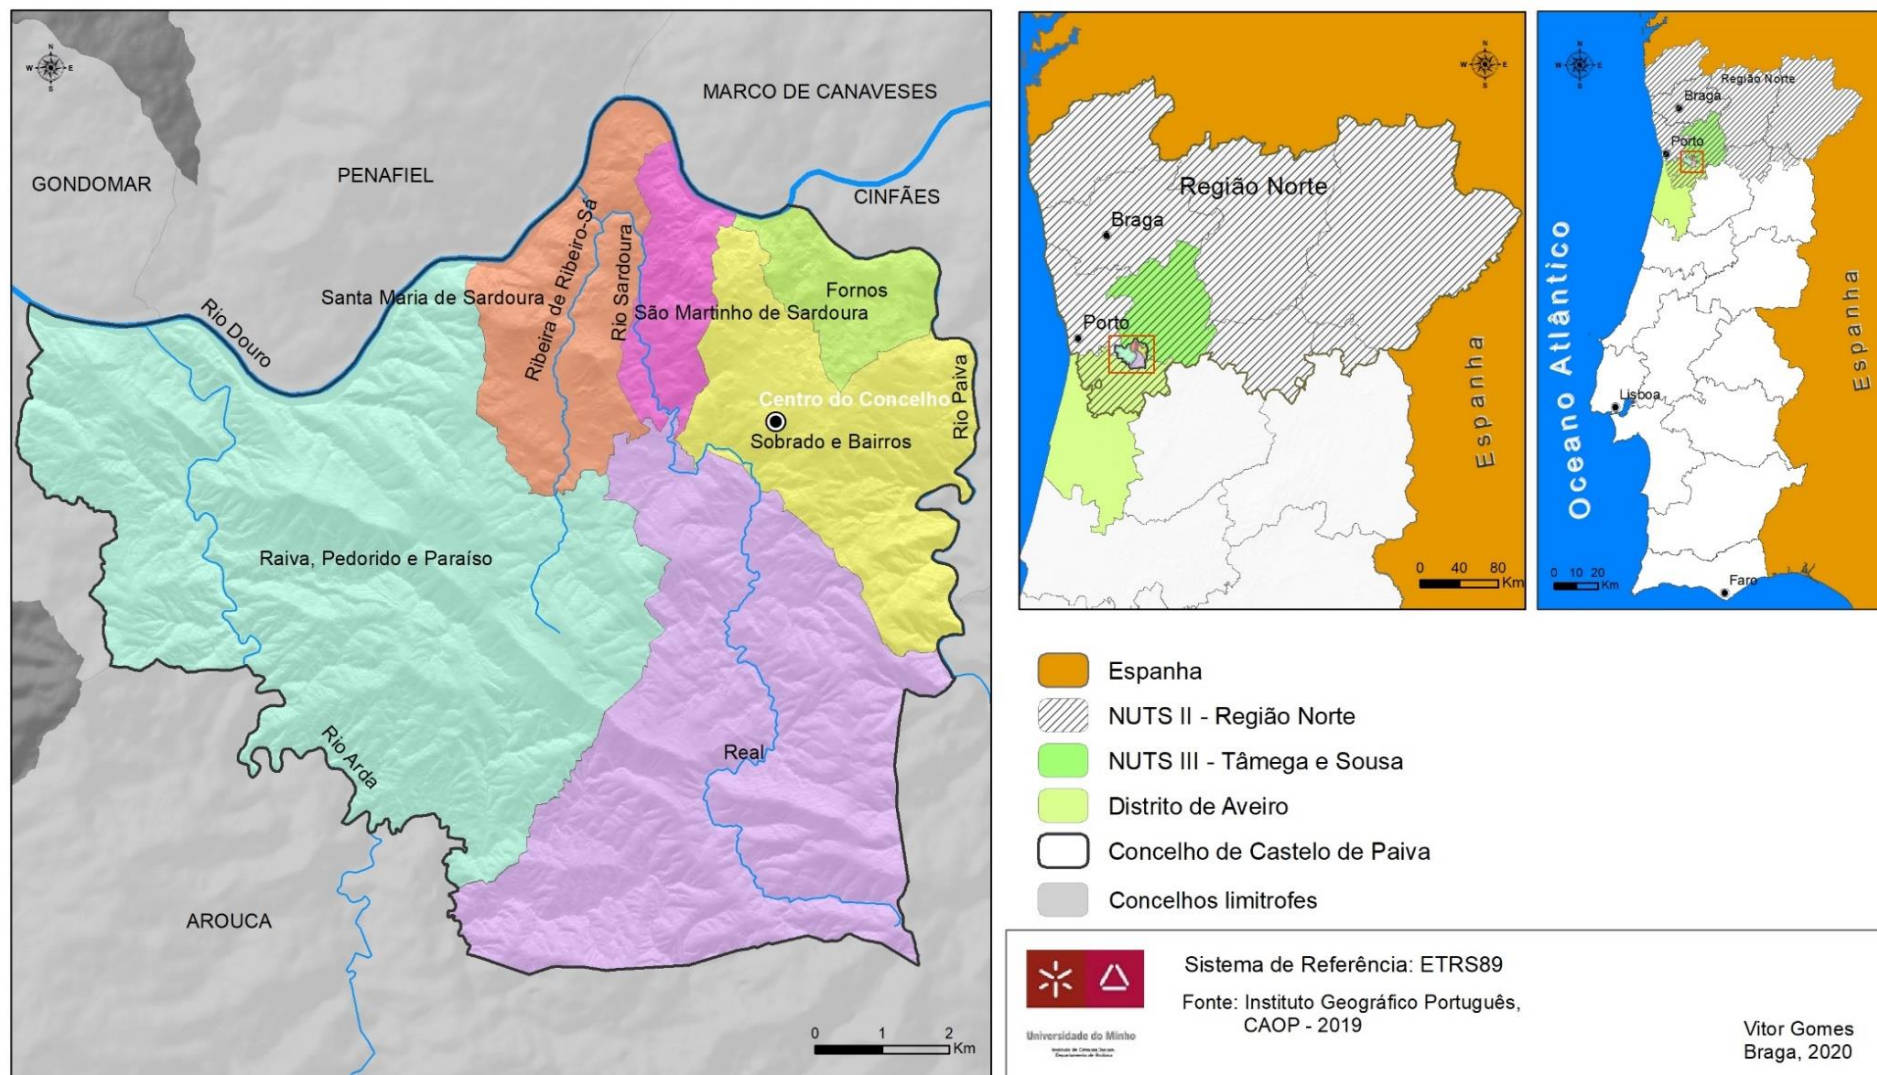 N
W E
S
MARCO DE CANAVESES
GONDOMAR
PENAFIEL
CINFÃES
Ribeira de Ribeiro-Sá
Rio Sardoura
Santa Maria de Sardoura
Fornos
São Martinho de Sardoura
Rio Douro
Rio Paiva
Centro do Concelho
Sobrado e Bairros
Raiva, Pedorido e Paraíso
Rio Arda
Real
AROUCA
0 1 2
Km
N
W E
S
Região Norte
Braga
Porto
Espanha
0 40 80
Km
N
W E
S
Região Norte
Braga
Porto
Oceano Atlântico
Espanha
Lisboa
Faro
0 10 20
Km
Espanha
NUTS II - Região Norte
NUTS III - Tâmega e Sousa
Distrito de Aveiro
Concelho de Castelo de Paiva
Concelhos limitrofes
Universidade do Minho
Instituto de Ciências Sociais
Sistema de Referência: ETRS89
Fonte: Instituto Geográfico Português,
CAOP - 2019
Vitor Gomes
Braga, 2020